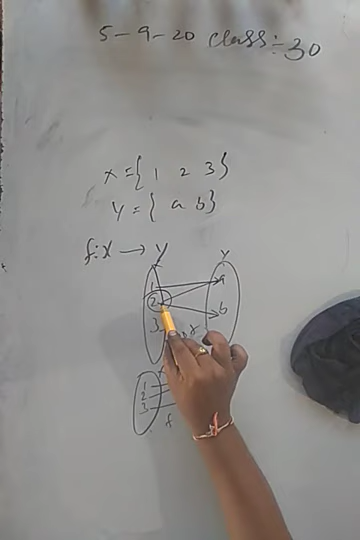 5-9-20 class:-30
x={ 1 2 3}
y={ a b}
f:x → y
y
1 a
2 b
3
1
2
3
f